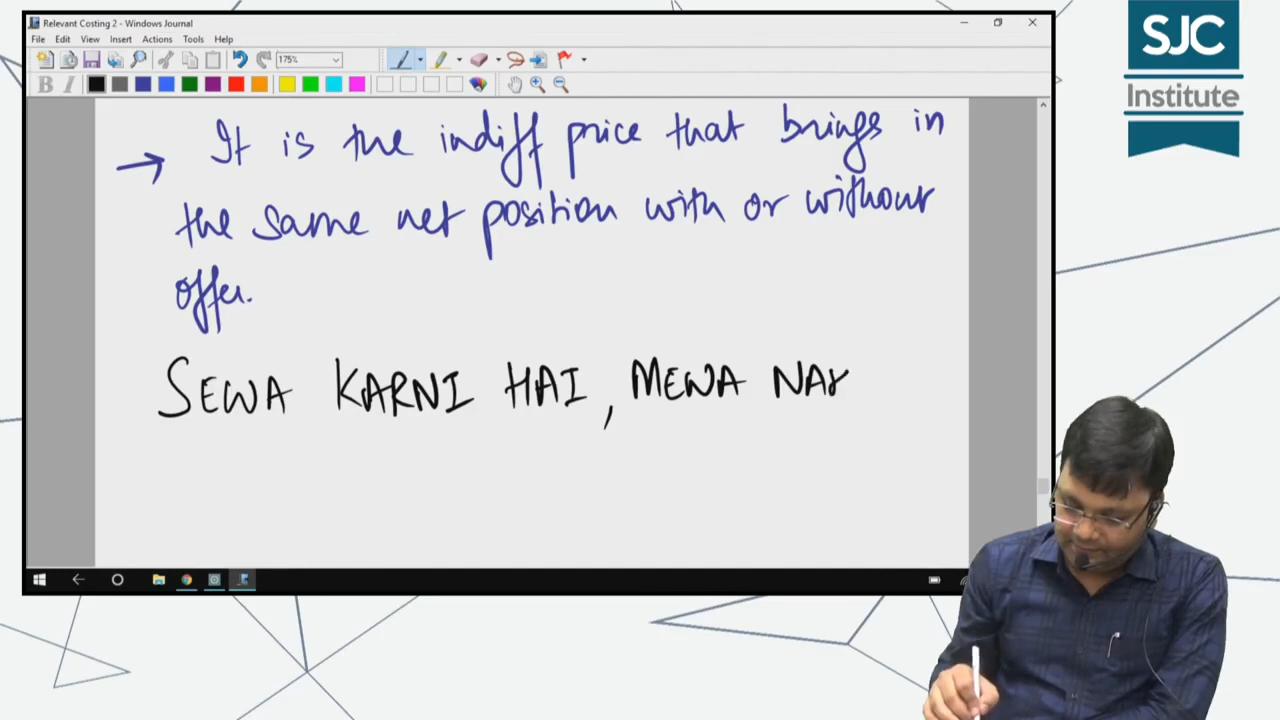 Relevant Costing 2 - Windows Journal
File Edit View Insert Actions Tools Help
175%
B I
SJC
Institute
→ It is the indiff price that brings in
the same net position with or without
offer.
SEWA KARNI HAI, MEWA NAH